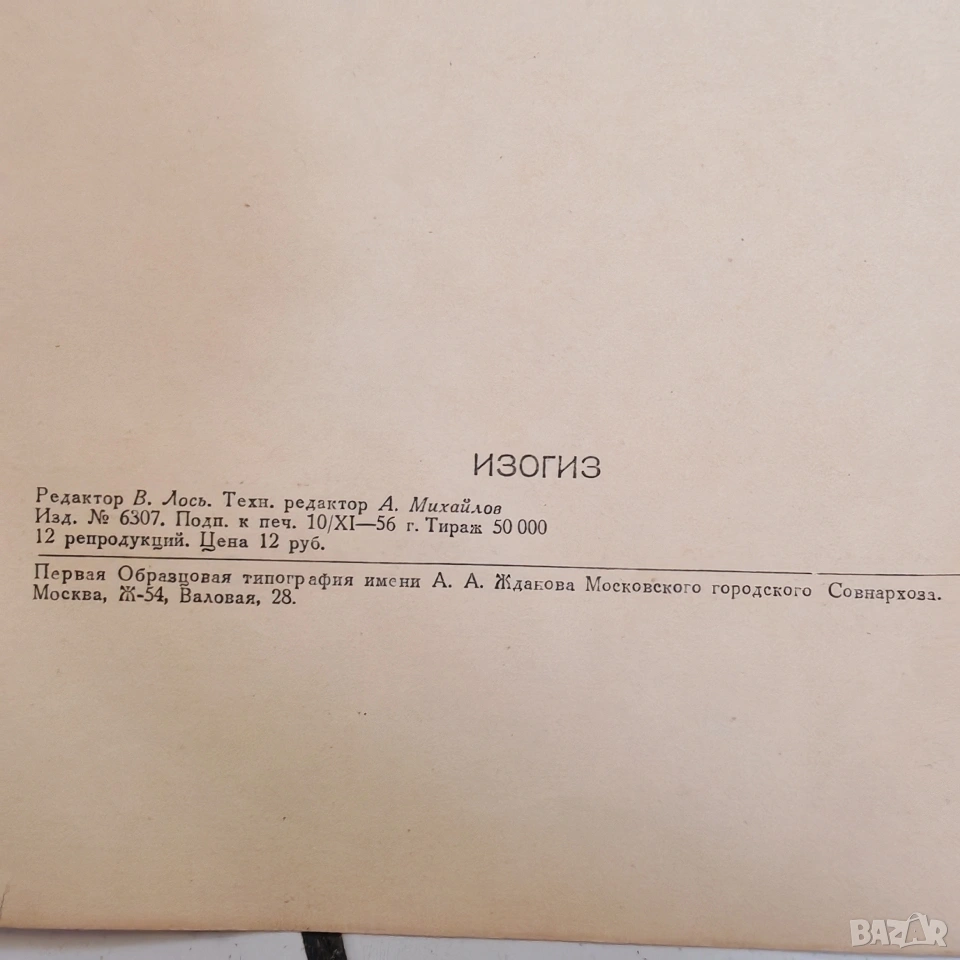 ИЗОГИЗ
Редактор В. Лось. Техн. редактор А. Михайлов
Изд. № 6307. Подп. к печ. 10/XI—56 г. Тираж 50 000
12 репродукций. Цена 12 руб.
Первая Образцовая типография имени А. А. Жданова Московского городского Совнархоза.
Москва, Ж-54, Валовая, 28.
BAZAR